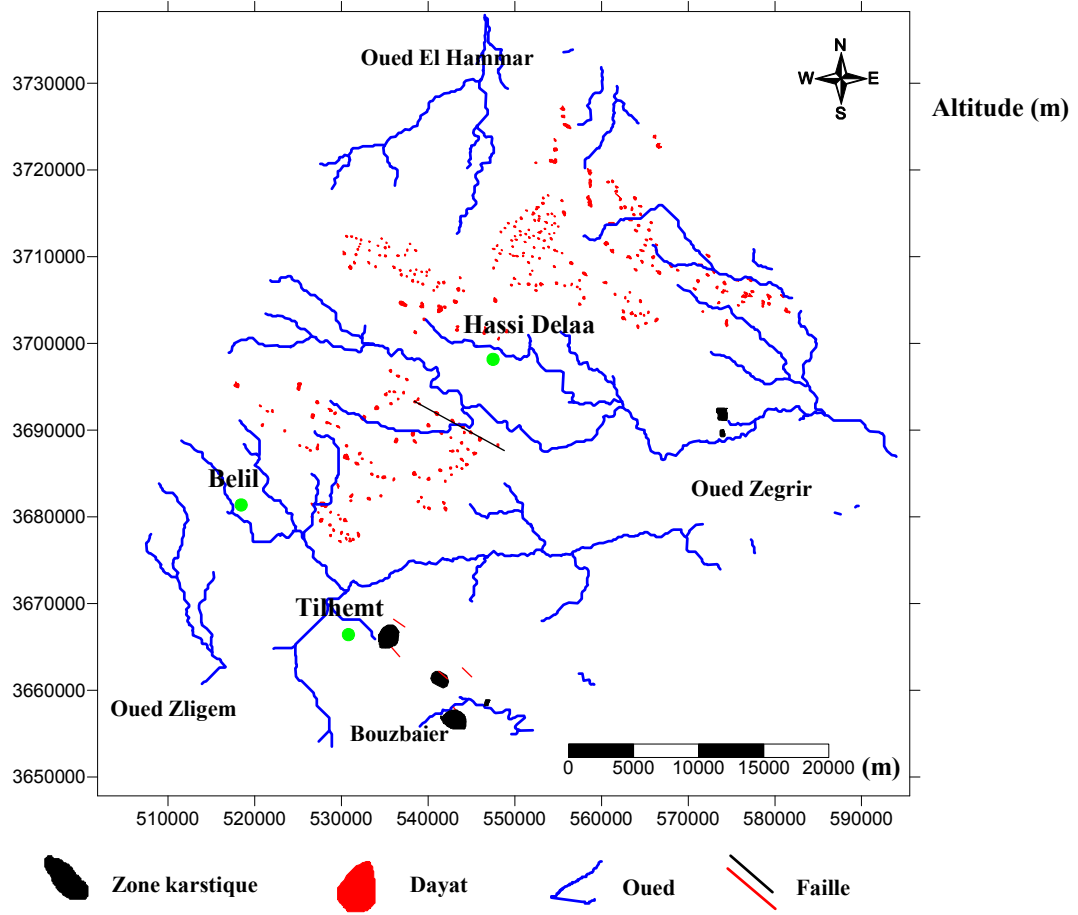 Oued El Hammar
N
W E
S
Altitude (m)
3730000
3720000
3710000
3700000
3690000
3680000
3670000
3660000
3650000
Hassi Delaa
Belil
Oued Zegrir
Tilhemt
Oued Zligem
Bouzbaier
0 5000 10000 15000 20000 (m)
510000 520000 530000 540000 550000 560000 570000 580000 590000
Zone karstique Dayat Oued Faille